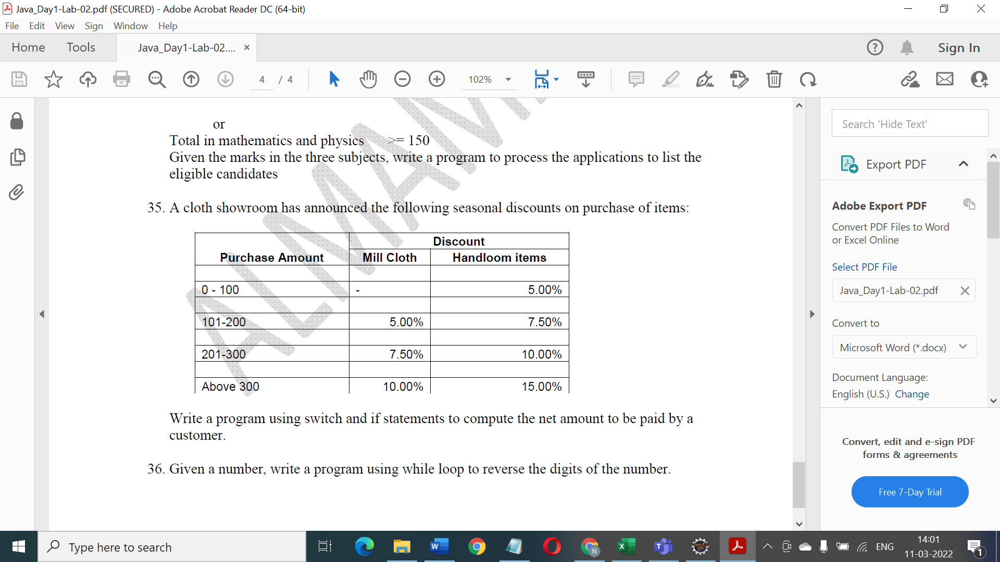 Java_Day1-Lab-02.pdf (SECURED) - Adobe Acrobat Reader DC (64-bit)
File Edit View Sign Window Help
Home Tools Java_Day1-Lab-02.... × Sign In
4 / 4 102%
or
Total in mathematics and physics >= 150
Given the marks in the three subjects, write a program to process the applications to list the
eligible candidates
35. A cloth showroom has announced the following seasonal discounts on purchase of items:
Discount
Purchase Amount Mill Cloth Handloom items
0 - 100 - 5.00%
101-200 5.00% 7.50%
201-300 7.50% 10.00%
Above 300 10.00% 15.00%
Write a program using switch and if statements to compute the net amount to be paid by a
customer.
36. Given a number, write a program using while loop to reverse the digits of the number.
Search 'Hide Text'
Export PDF
Adobe Export PDF
Convert PDF Files to Word
or Excel Online
Select PDF File
Java_Day1-Lab-02.pdf
Convert to
Microsoft Word (*.docx)
Document Language:
English (U.S.) Change
Convert, edit and e-sign PDF
forms & agreements
Free 7-Day Trial
Type here to search
ENG
14:01
11-03-2022
1